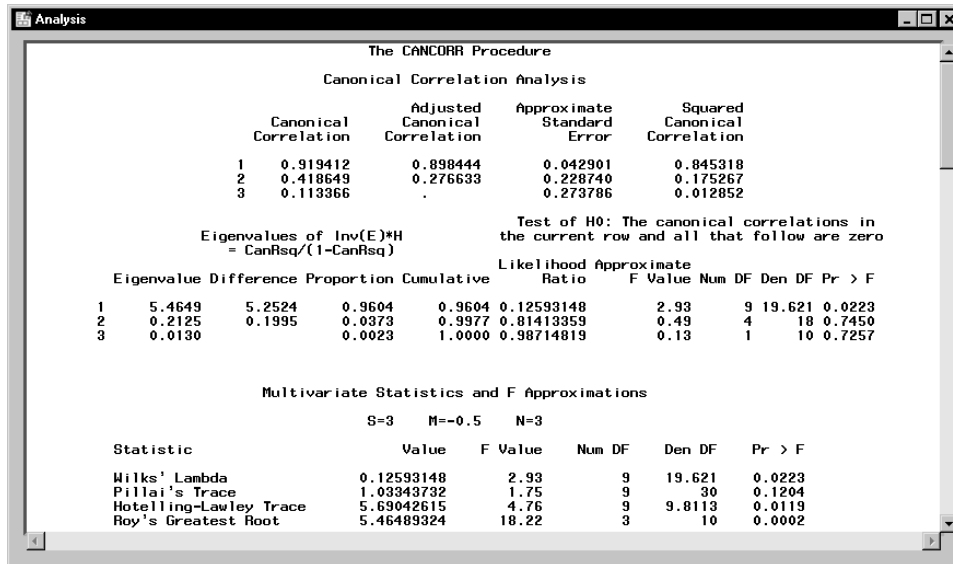 Analysis
The CANCORR Procedure
Canonical Correlation Analysis
Adjusted Approximate Squared
Canonical Canonical Standard Canonical
Correlation Correlation Error Correlation
1 0.919412 0.898444 0.042901 0.845318
2 0.418649 0.276633 0.228740 0.175267
3 0.113366 . 0.273786 0.012852
Test of H0: The canonical correlations in
Eigenvalues of Inv(E)*H the current row and all that follow are zero
= CanRsq/(1-CanRsq)
Likelihood Approximate
Eigenvalue Difference Proportion Cumulative Ratio F Value Num DF Den DF Pr > F
1 5.4649 5.2524 0.9604 0.9604 0.12593148 2.93 9 19.621 0.0223
2 0.2125 0.1995 0.0373 0.9977 0.81413359 0.49 4 18 0.7450
3 0.0130 0.0023 1.0000 0.98714819 0.13 1 10 0.7257
Multivariate Statistics and F Approximations
S=3 M=-0.5 N=3
Statistic Value F Value Num DF Den DF Pr > F
Wilks' Lambda 0.12593148 2.93 9 19.621 0.0223
Pillai's Trace 1.03343732 1.75 9 30 0.1204
Hotelling-Lawley Trace 5.69042615 4.76 9 9.8113 0.0119
Roy's Greatest Root 5.46489324 18.22 3 10 0.0002